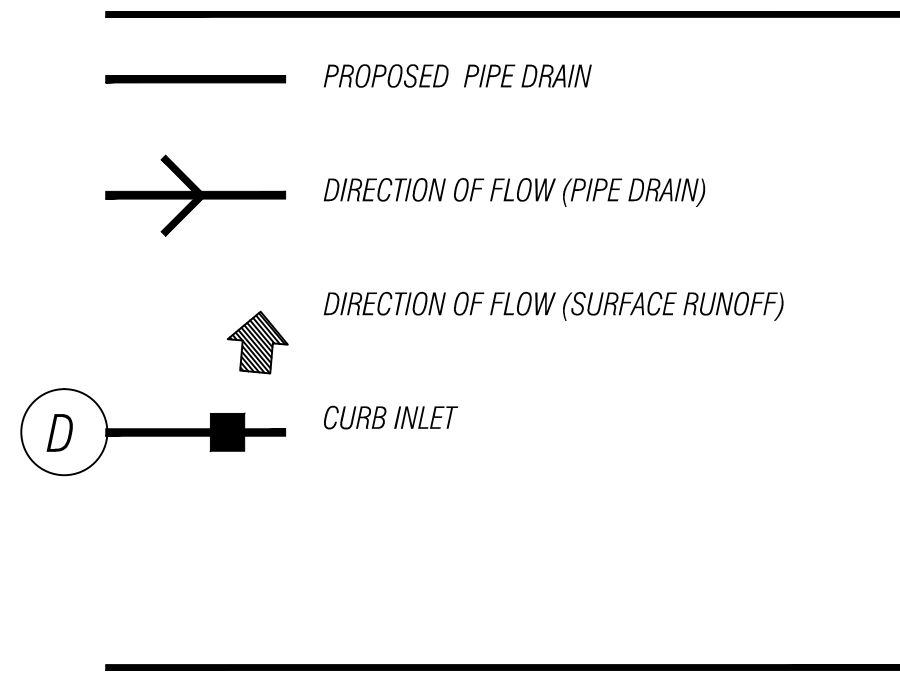 PROPOSED PIPE DRAIN
DIRECTION OF FLOW (PIPE DRAIN)
DIRECTION OF FLOW (SURFACE RUNOFF)
D
CURB INLET